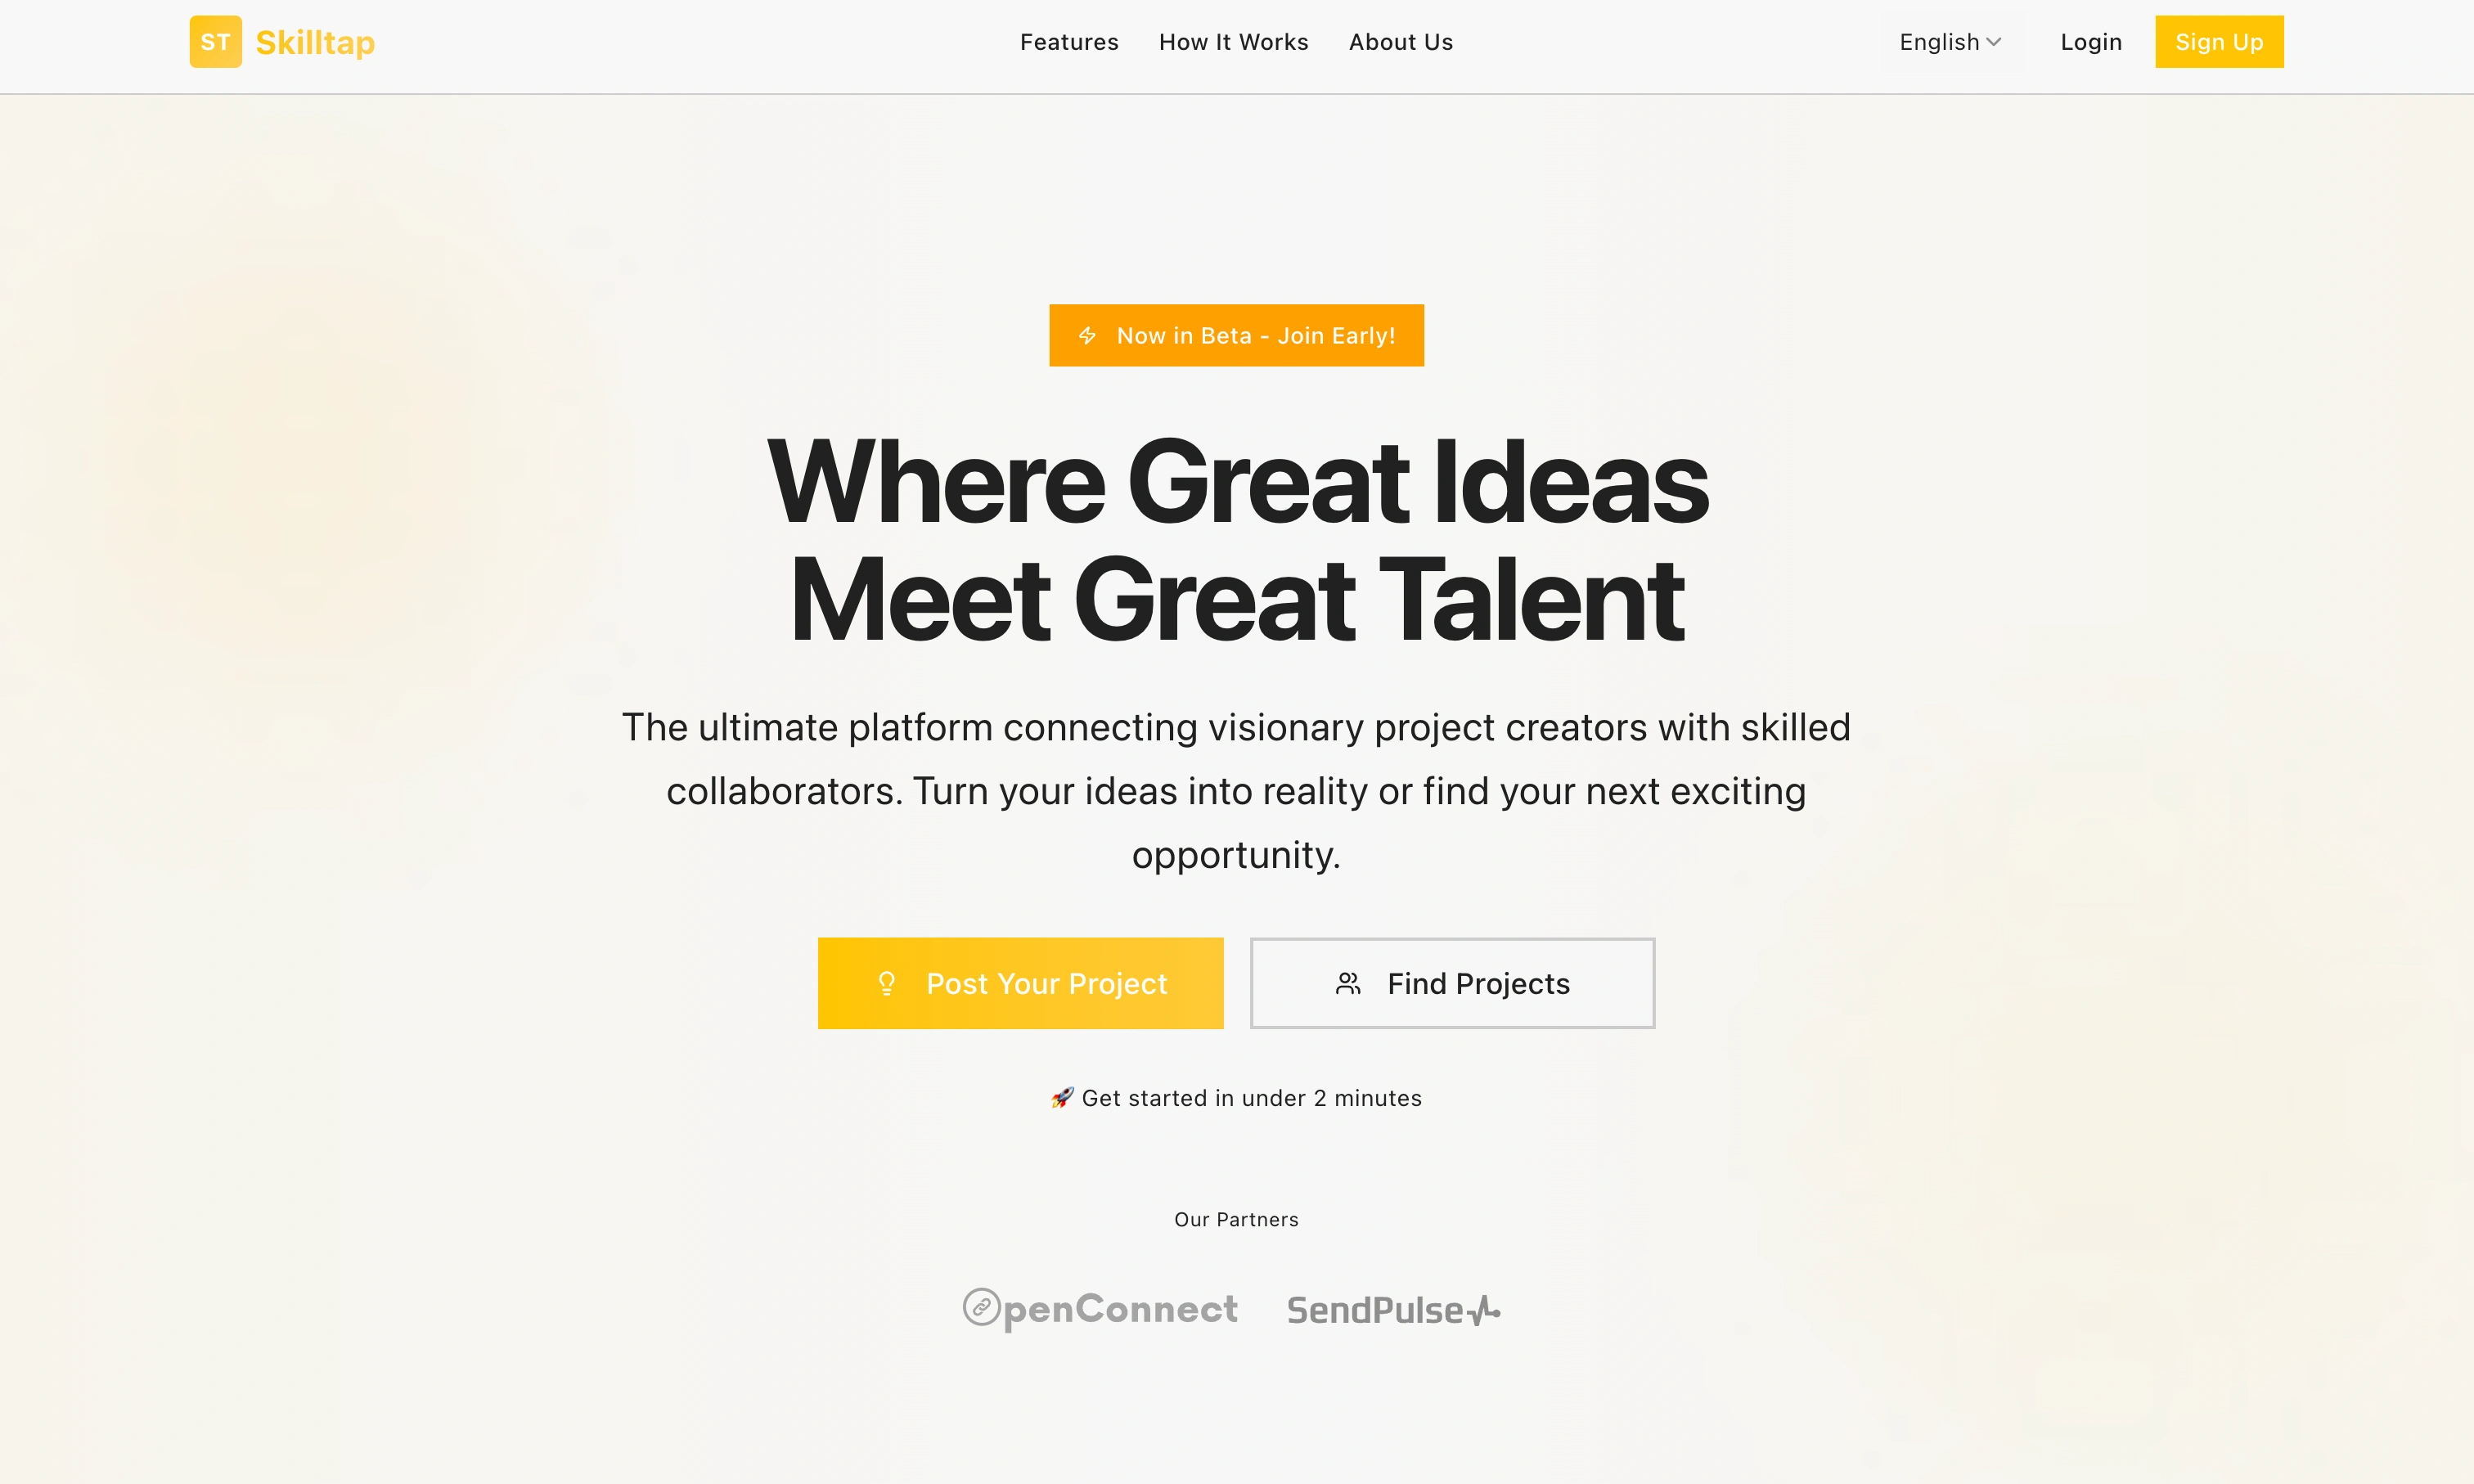 ST Skilltap
Features How It Works About Us
English Login Sign Up
Now in Beta - Join Early!
Where Great Ideas
Meet Great Talent
The ultimate platform connecting visionary project creators with skilled
collaborators. Turn your ideas into reality or find your next exciting
opportunity.
Post Your Project Find Projects
🚀 Get started in under 2 minutes
Our Partners
OpenConnect SendPulse